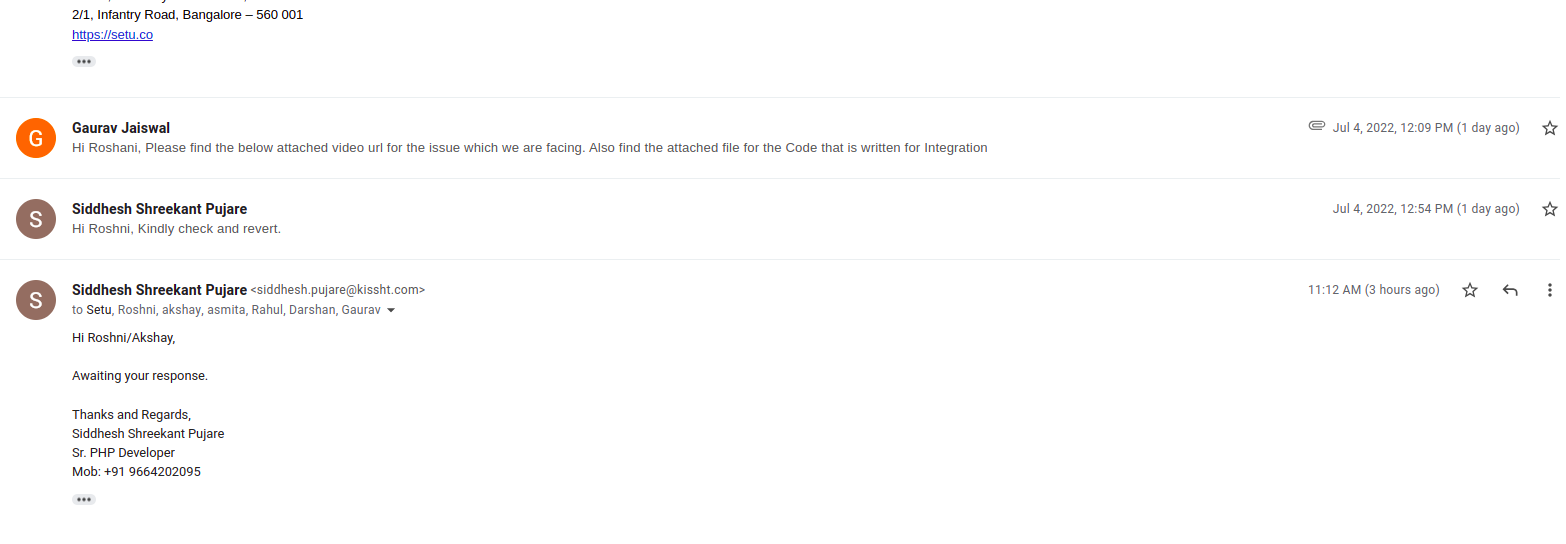 2/1, Infantry Road, Bangalore – 560 001
https://setu.co
G
Gaurav Jaiswal
Jul 4, 2022, 12:09 PM (1 day ago)
Hi Roshani, Please find the below attached video url for the issue which we are facing. Also find the attached file for the Code that is written for Integration
S
Siddhesh Shreekant Pujare
Jul 4, 2022, 12:54 PM (1 day ago)
Hi Roshni, Kindly check and revert.
S
Siddhesh Shreekant Pujare <siddhesh.pujare@kissht.com>
11:12 AM (3 hours ago)
to Setu, Roshni, akshay, asmita, Rahul, Darshan, Gaurav
Hi Roshni/Akshay,
Awaiting your response.
Thanks and Regards,
Siddhesh Shreekant Pujare
Sr. PHP Developer
Mob: +91 9664202095